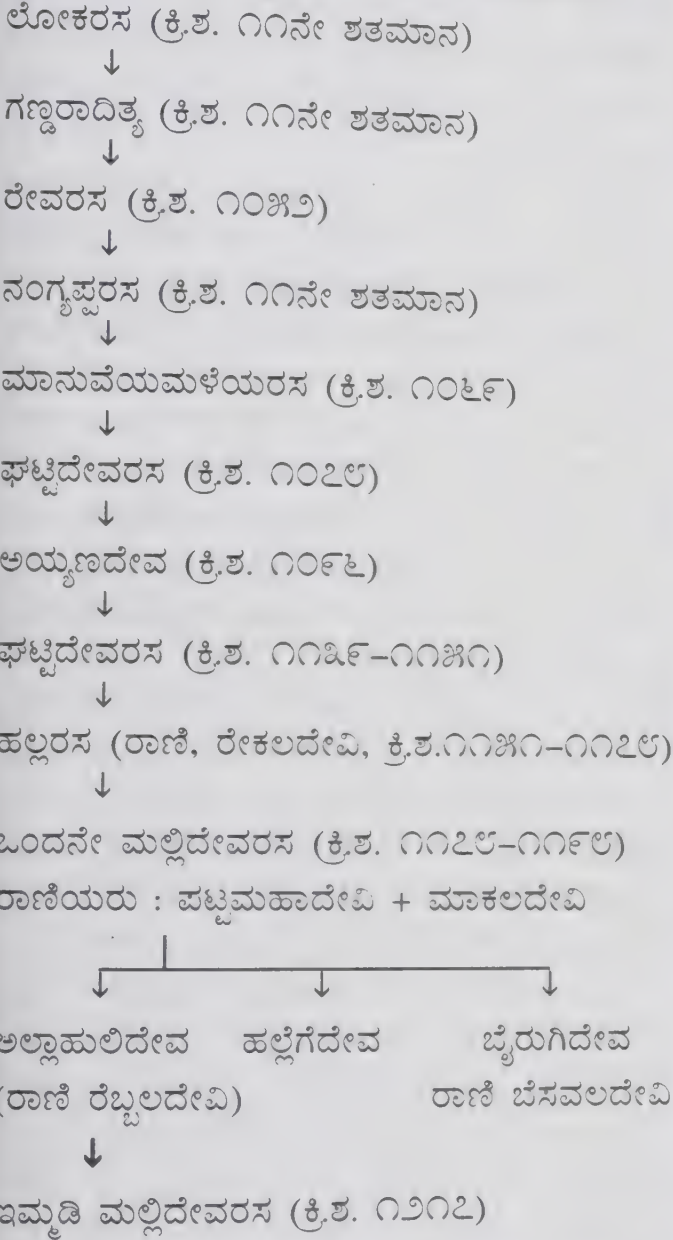 ಲೋಕರಸ (ಕ್ರಿ.ಶ. ೧೧ನೇ ಶತಮಾನ)
↓
ಗಣ್ಡರಾದಿತ್ಯ (ಕ್ರಿ.ಶ. ೧೧ನೇ ಶತಮಾನ)
↓
ರೇವರಸ (ಕ್ರಿ.ಶ. ೧೦೫೨)
↓
ನಂಗ್ಯಪ್ಪರಸ (ಕ್ರಿ.ಶ. ೧೧ನೇ ಶತಮಾನ)
↓
ಮಾನುವೆಯಮಳೆಯರಸ (ಕ್ರಿ.ಶ. ೧೦೬೯)
↓
ಘಟ್ಟಿದೇವರಸ (ಕ್ರಿ.ಶ. ೧೦೭೮)
↓
ಅಯ್ಯಣದೇವ (ಕ್ರಿ.ಶ. ೧೦೯೬)
↓
ಘಟ್ಟಿದೇವರಸ (ಕ್ರಿ.ಶ. ೧೧೩೯–೧೧೫೧)
↓
ಹಲ್ಲರಸ (ರಾಣಿ, ರೇಕಲದೇವಿ, ಕ್ರಿ.ಶ.೧೧೫೧–೧೧೭೮)
↓
ಒಂದನೇ ಮಲ್ಲಿದೇವರಸ (ಕ್ರಿ.ಶ. ೧೧೭೮–೧೧೯೮)
ರಾಣಿಯರು : ಪಟ್ಟಮಹಾದೇವಿ + ಮಾಕಲದೇವಿ
↓ ↓ ↓
ಅಲ್ಲಾಹುಲಿದೇವ ಹಲ್ಲೆಗೆದೇವ ಬೈರುಗಿದೇವ
(ರಾಣಿ ರೆಬ್ಬಲದೇವಿ) ರಾಣಿ ಬೆಸವಲದೇವಿ
↓
ಇಮ್ಮಡಿ ಮಲ್ಲಿದೇವರಸ (ಕ್ರಿ.ಶ. ೧೨೧೭)